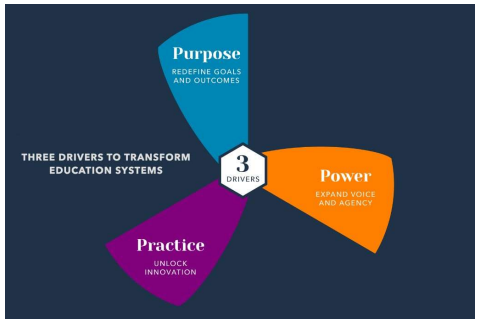 Purpose
REDEFINE GOALS
AND OUTCOMES
THREE DRIVERS TO TRANSFORM
EDUCATION SYSTEMS
3
DRIVERS
Power
EXPAND VOICE
AND AGENCY
Practice
UNLOCK
INNOVATION